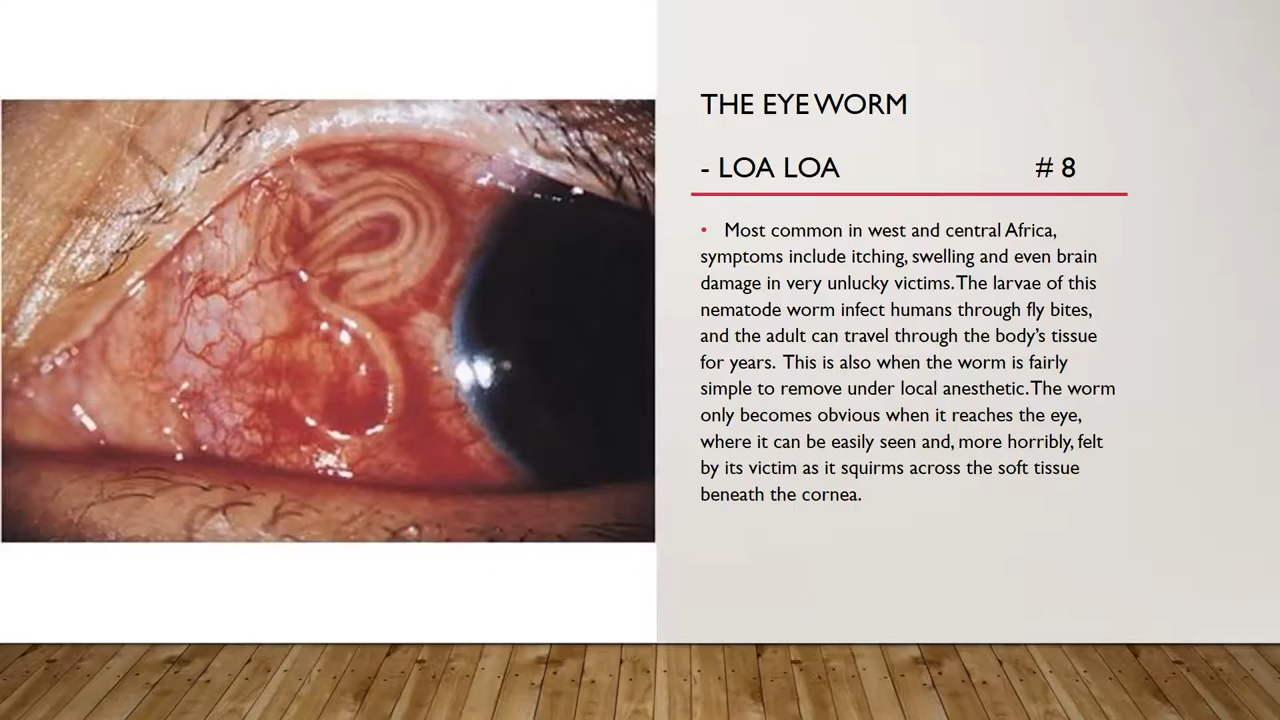 THE EYE WORM
- LOA LOA # 8
• Most common in west and central Africa,
symptoms include itching, swelling and even brain
damage in very unlucky victims. The larvae of this
nematode worm infect humans through fly bites,
and the adult can travel through the body's tissue
for years. This is also when the worm is fairly
simple to remove under local anesthetic. The worm
only becomes obvious when it reaches the eye,
where it can be easily seen and, more horribly, felt
by its victim as it squirms across the soft tissue
beneath the cornea.